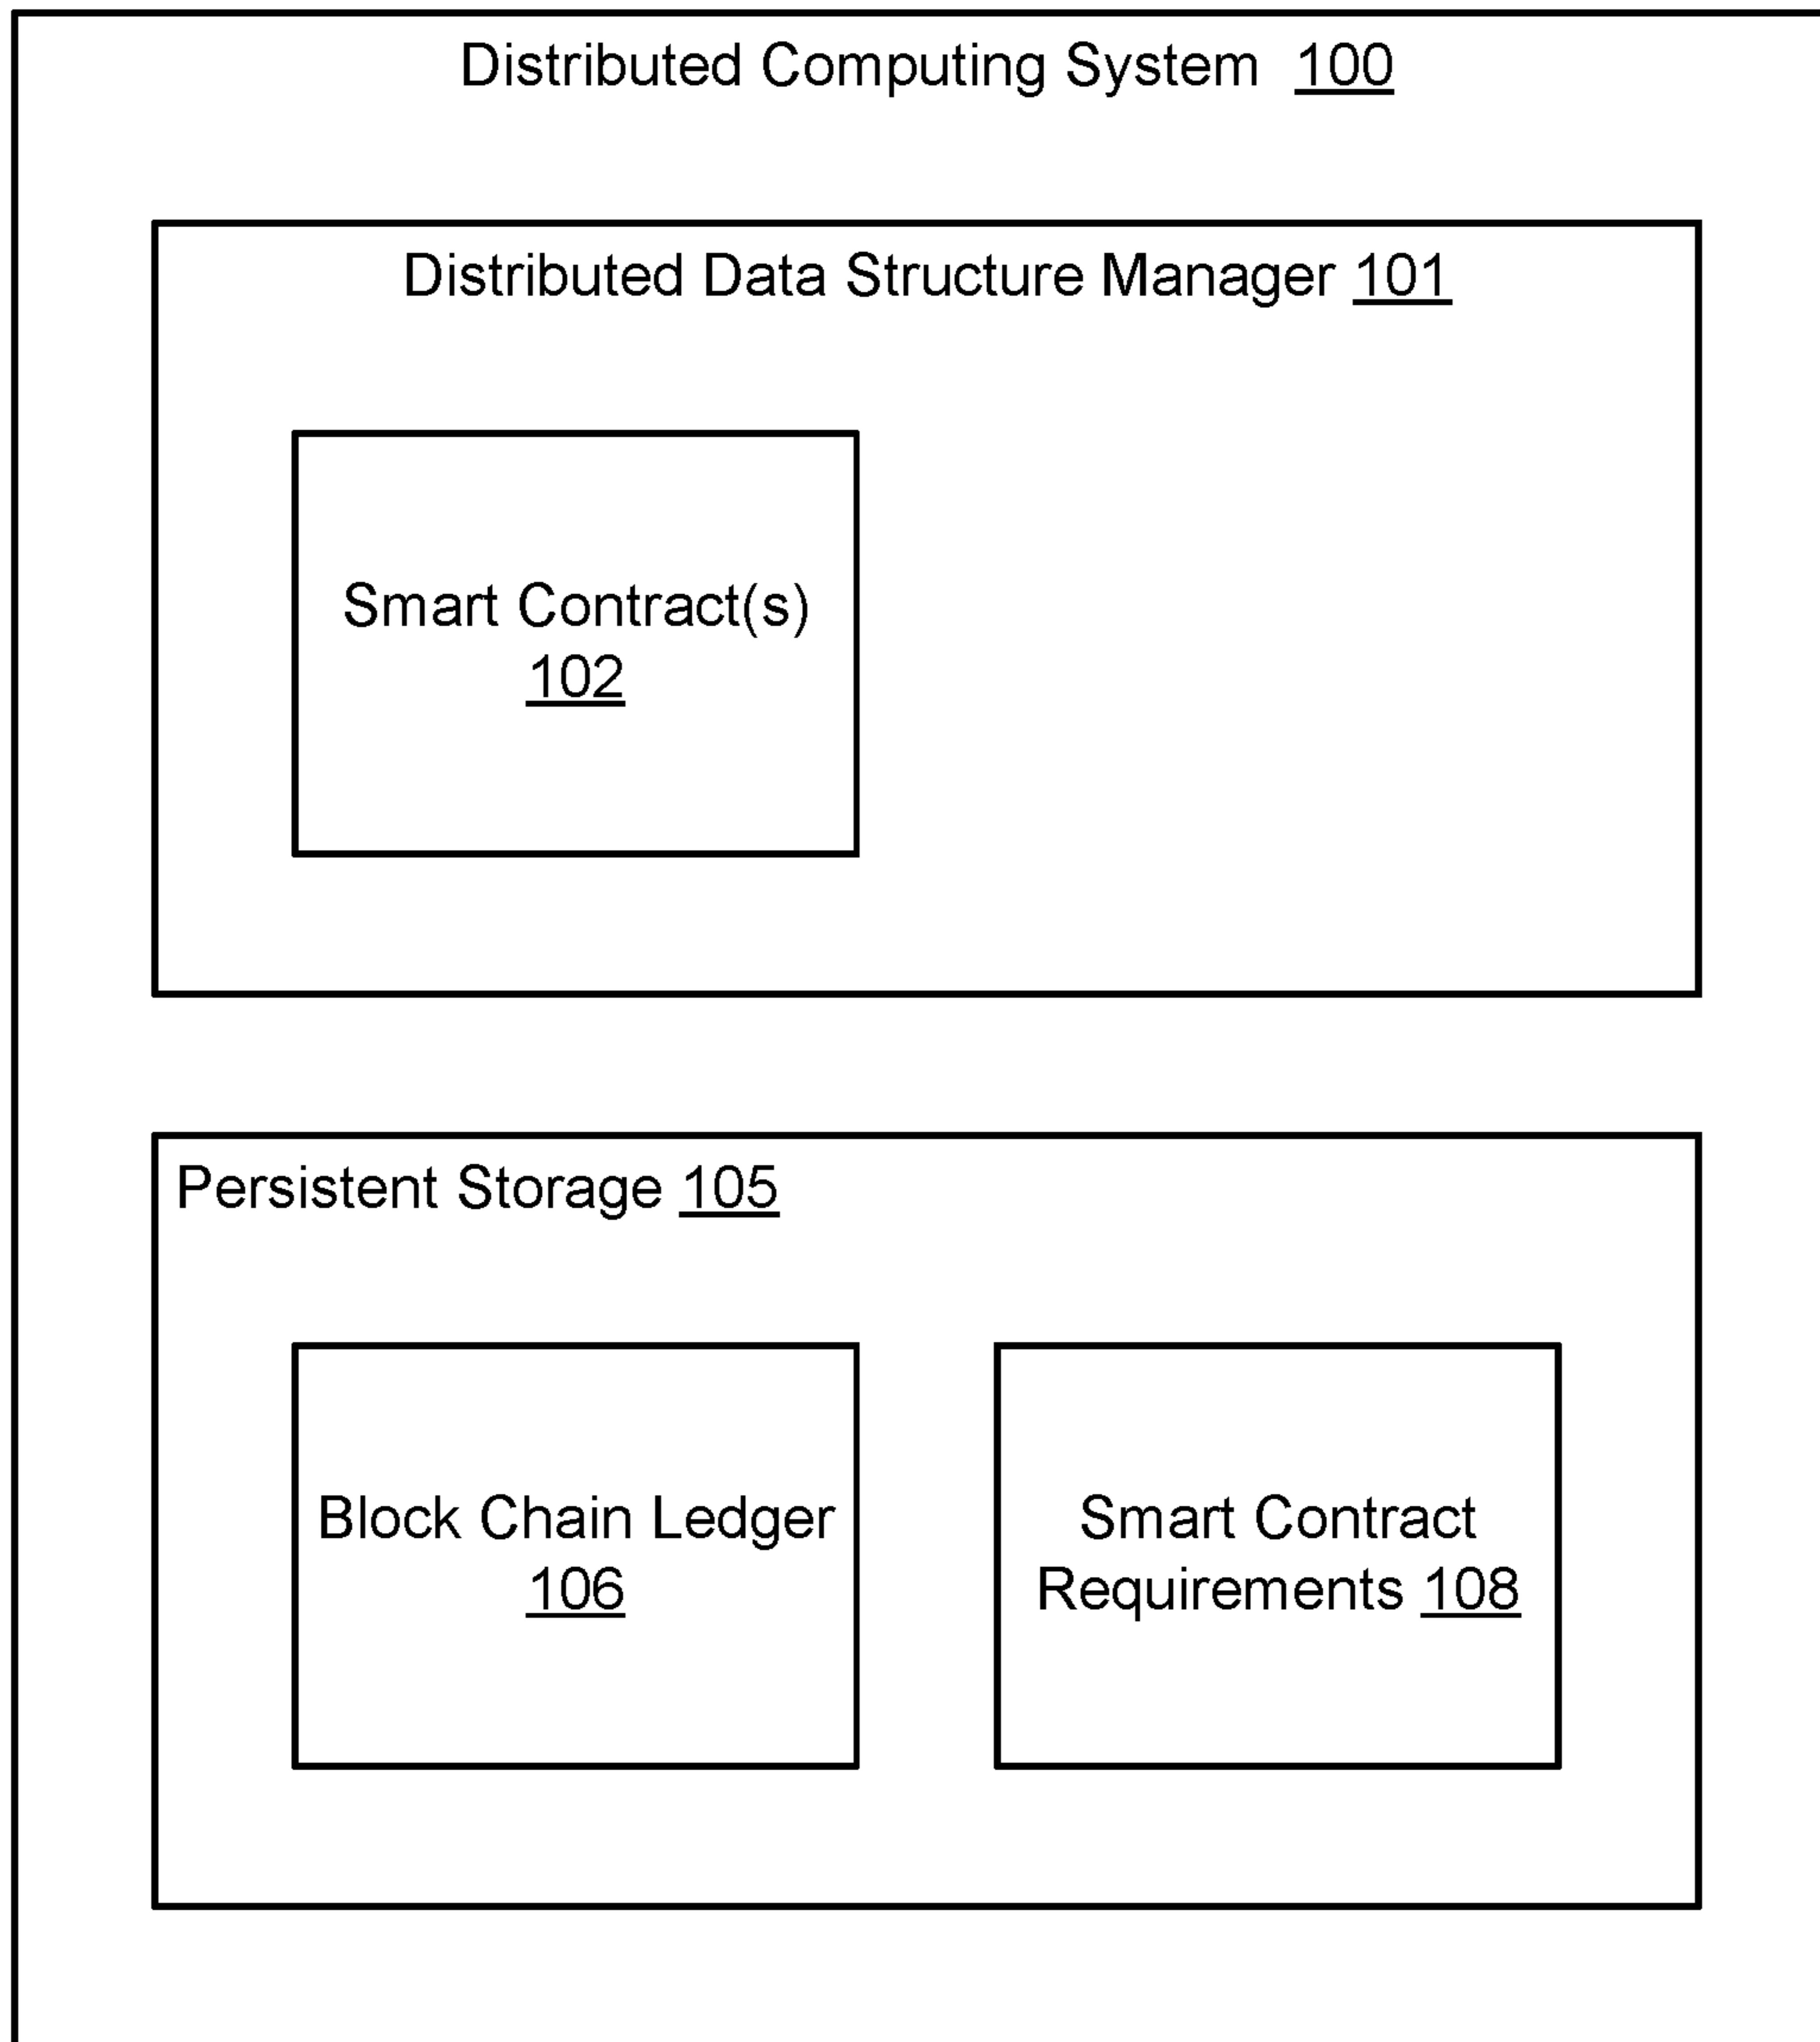 Distributed Computing System 100
Distributed Data Structure Manager 101
Smart Contract(s)
102
Persistent Storage 105
Block Chain Ledger
106
Smart Contract
Requirements 108